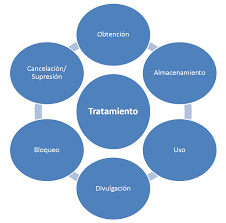 Obtención
Almacenamiento
Uso
Divulgación
Bloqueo
Cancelación/
Supresión
Tratamiento